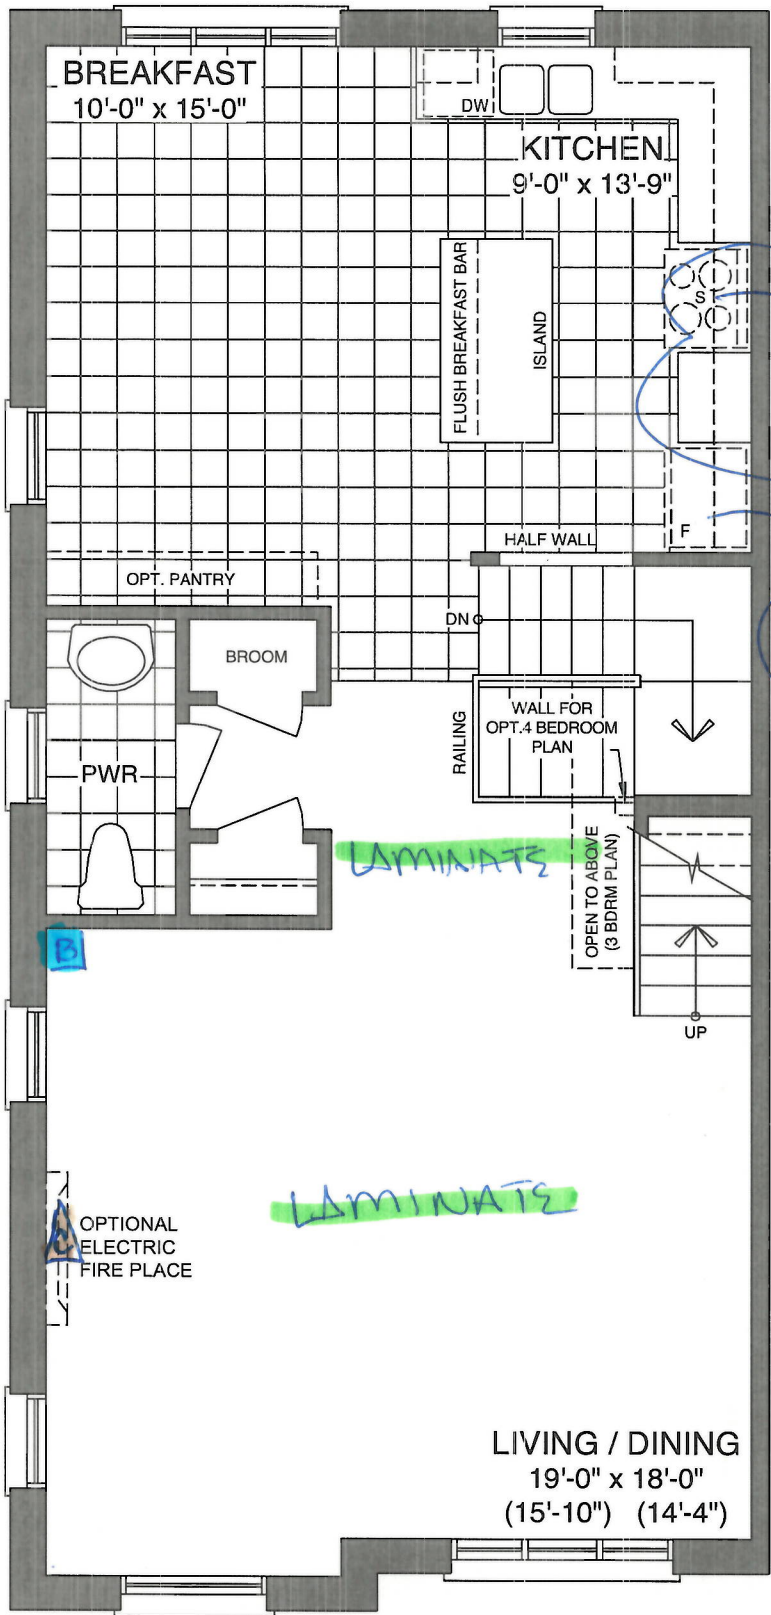 BREAKFAST
10'-0" x 15'-0"
DW
KITCHEN
9'-0" x 13'-9"
FLUSH BREAKFAST BAR
ISLAND
S
F
HALF WALL
OPT. PANTRY
DN
BROOM
WALL FOR
OPT.4 BEDROOM
PLAN
RAILING
PWR
LAMINATE
OPEN TO ABOVE
(3 BDRM PLAN)
B
UP
LAMINATE
OPTIONAL
ELECTRIC
FIRE PLACE
LIVING / DINING
19'-0" x 18'-0"
(15'-10") (14'-4")